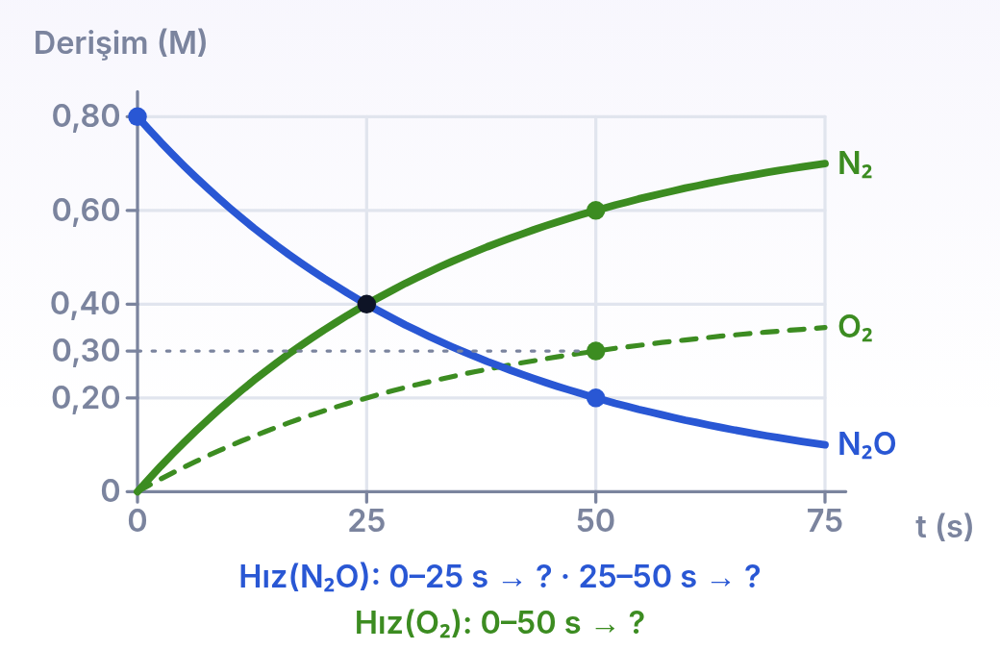 Derişim (M)
0,80
N₂
0,60
0,40
O₂
0,30
0,20
N₂O
0
0 25 50 75
t (s)
Hız(N₂O): 0–25 s → ? · 25–50 s → ?
Hız(O₂): 0–50 s → ?